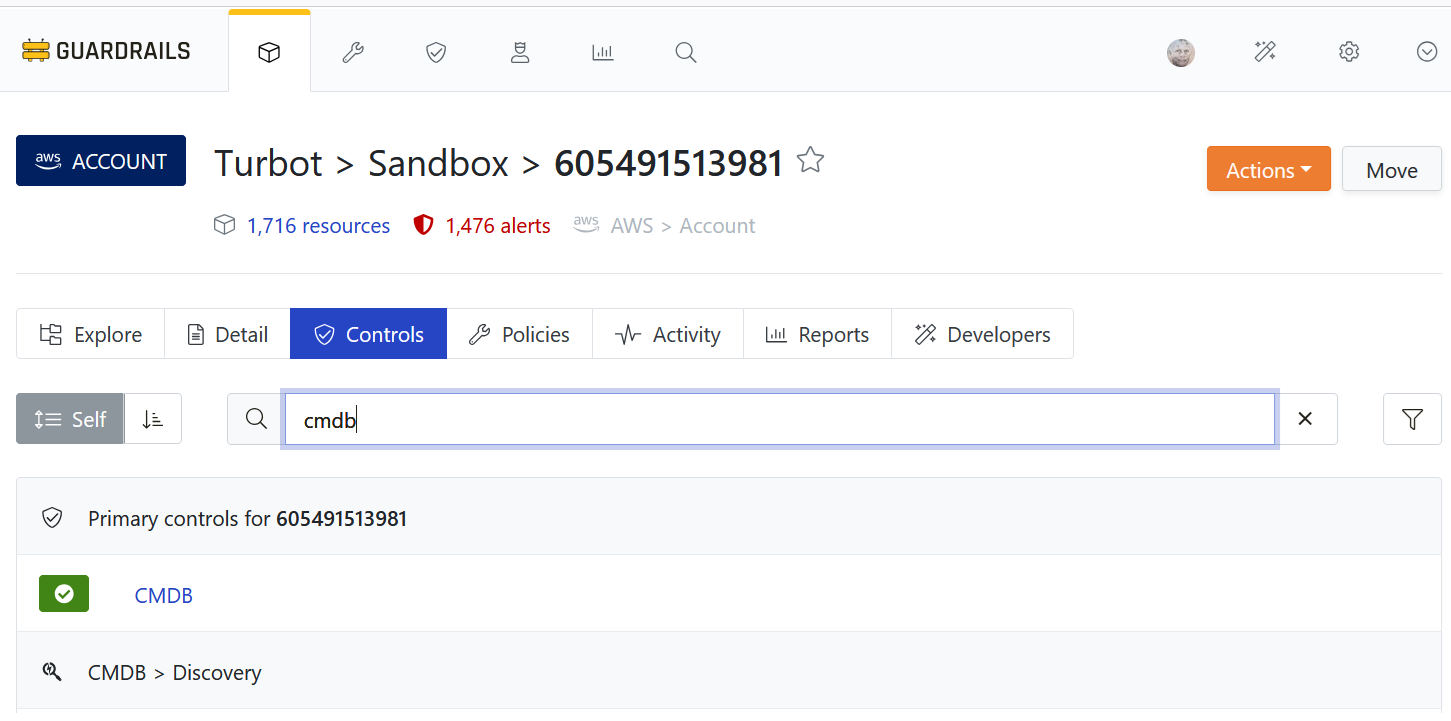 GUARDRAILS
aws ACCOUNT
Turbot > Sandbox > 605491513981
Actions
Move
1,716 resources
1,476 alerts
aws AWS > Account
Explore
Detail
Controls
Policies
Activity
Reports
Developers
Self
cmdb
Primary controls for 605491513981
CMDB
CMDB > Discovery